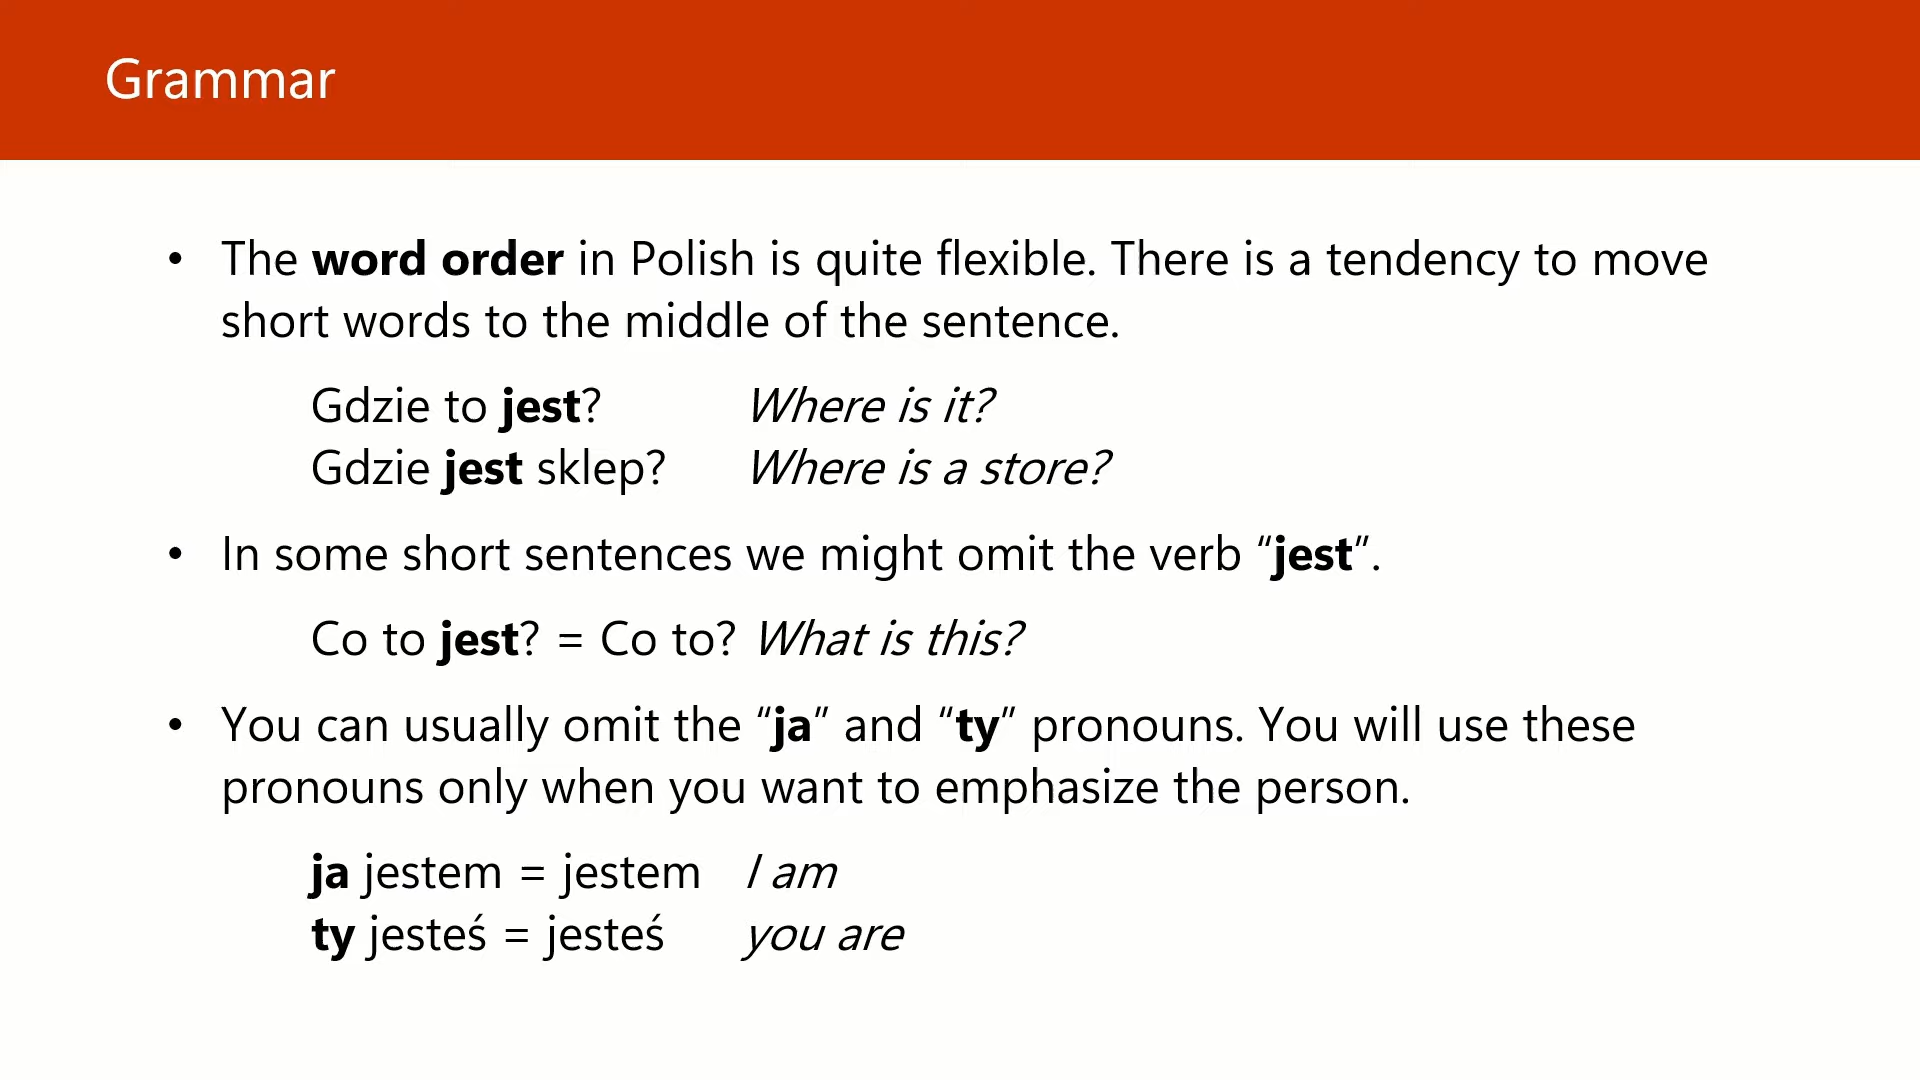 Grammar
• The word order in Polish is quite flexible. There is a tendency to move
short words to the middle of the sentence.
Gdzie to jest? Where is it?
Gdzie jest sklep? Where is a store?
• In some short sentences we might omit the verb “jest”.
Co to jest? = Co to? What is this?
• You can usually omit the “ja” and “ty” pronouns. You will use these
pronouns only when you want to emphasize the person.
ja jestem = jestem I am
ty jesteś = jesteś you are